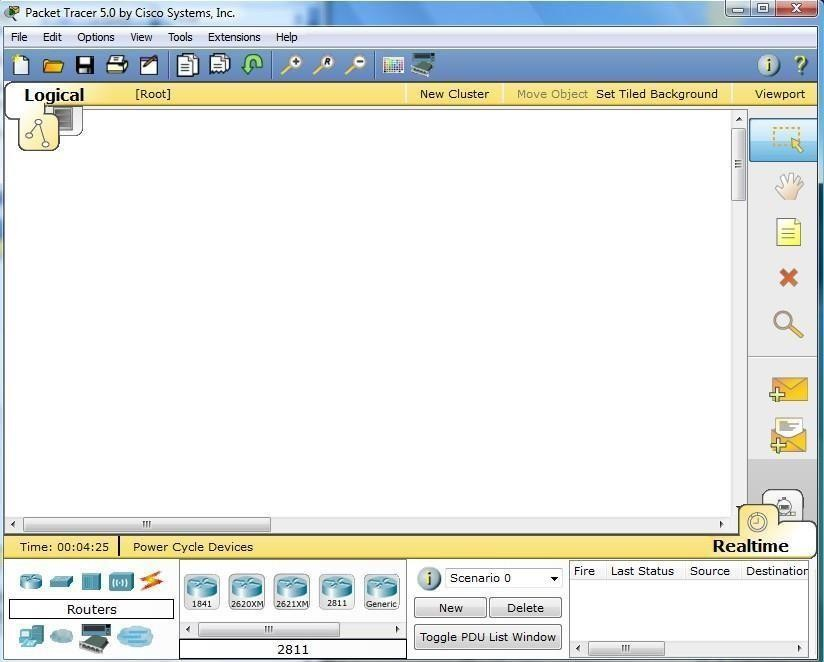 Packet Tracer 5.0 by Cisco Systems, Inc.
File Edit Options View Tools Extensions Help
Logical [Root] New Cluster Move Object Set Tiled Background Viewport
Time: 00:04:25 Power Cycle Devices Realtime
Routers
1841 2620XM 2621XM 2811 Generic
2811
Scenario 0
New Delete
Toggle PDU List Window
Fire Last Status Source Destination